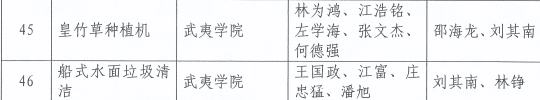 45 皇竹草种植机 武夷学院 林为鸿、江浩铭、
左学海、张文杰、
何德强 邵海龙、刘其南
46 船式水面垃圾清
洁 武夷学院 王国政、江富、庄
忠猛、潘旭 刘其南、林铮